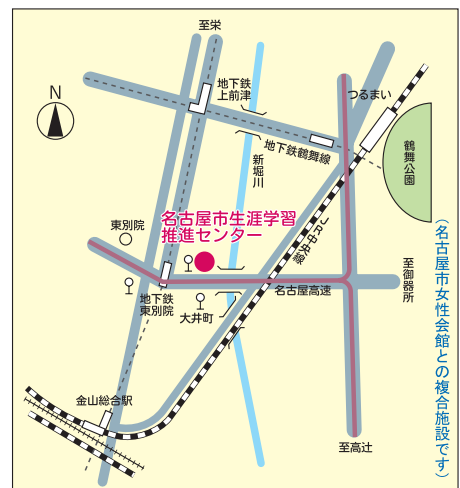 至栄
N
地下鉄
上前津
つるまい
地下鉄鶴舞線
鶴舞公園
新堀川
名古屋市生涯学習
推進センター
東別院
JR中央線
至御器所
名古屋高速
地下鉄
東別院
大井町
金山総合駅
至高辻
（名古屋市女性会館との複合施設です）